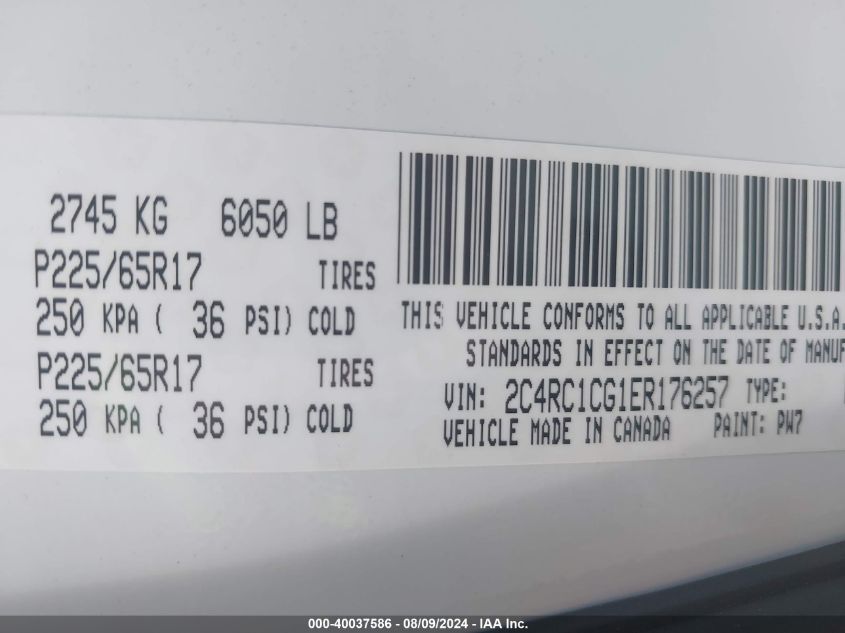 2745 KG 6050 LB
P225/65R17 TIRES
250 KPA ( 36 PSI) COLD
P225/65R17 TIRES
250 KPA ( 36 PSI) COLD
THIS VEHICLE CONFORMS TO ALL APPLICABLE U.S.A.
STANDARDS IN EFFECT ON THE DATE OF MANUF
VIN: 2C4RC1CG1ER176257 TYPE:
VEHICLE MADE IN CANADA PAINT: PW7
000-40037586 - 08/09/2024 - IAA Inc.